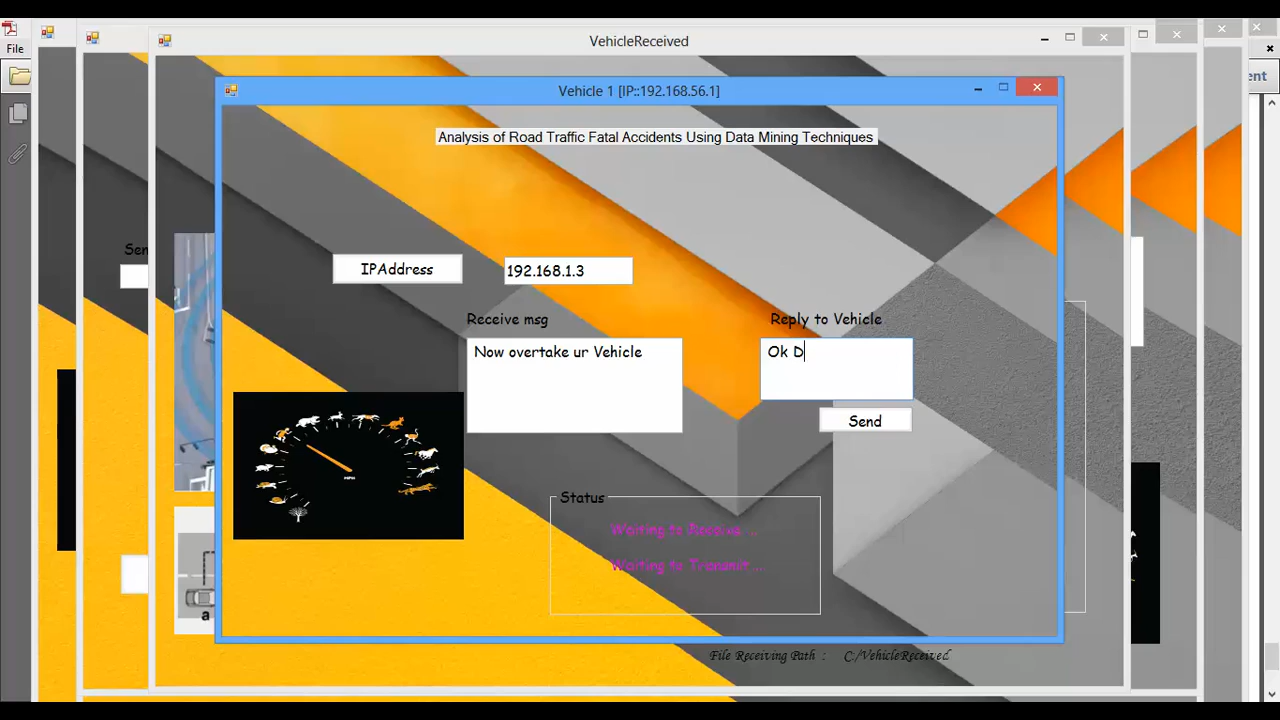 VehicleReceived
File
ent
Vehicle 1 [IP::192.168.56.1]
Analysis of Road Traffic Fatal Accidents Using Data Mining Techniques
Sen
IPAddress
192.168.1.3
Receive msg
Reply to Vehicle
Now overtake ur Vehicle
Ok D
Send
Status
Waiting to Receive ...
Waiting to Transmit ...
a
File Receiving Path : C:/VehicleReceived